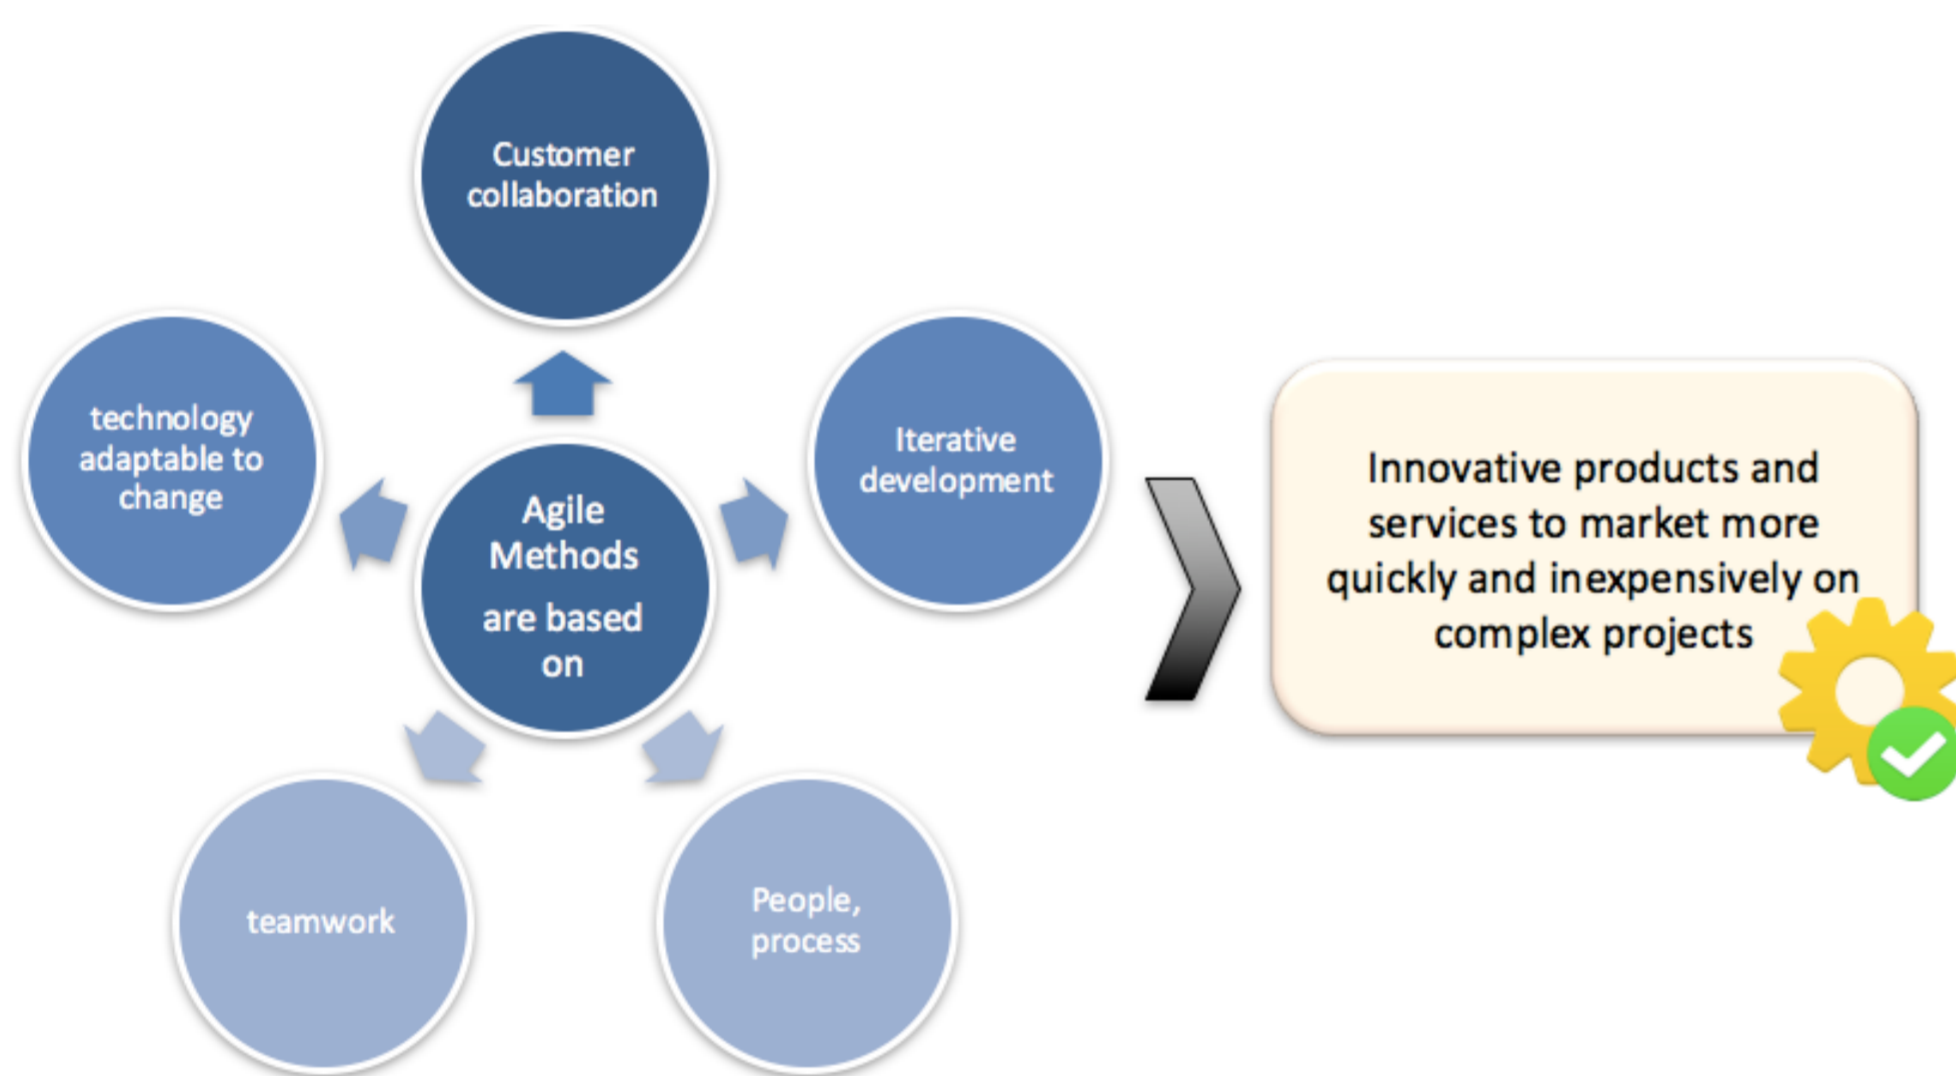 Customer
collaboration
technology
adaptable to
change
Iterative
development
Agile
Methods
are based
on
teamwork
People,
process
Innovative products and
services to market more
quickly and inexpensively on
complex projects